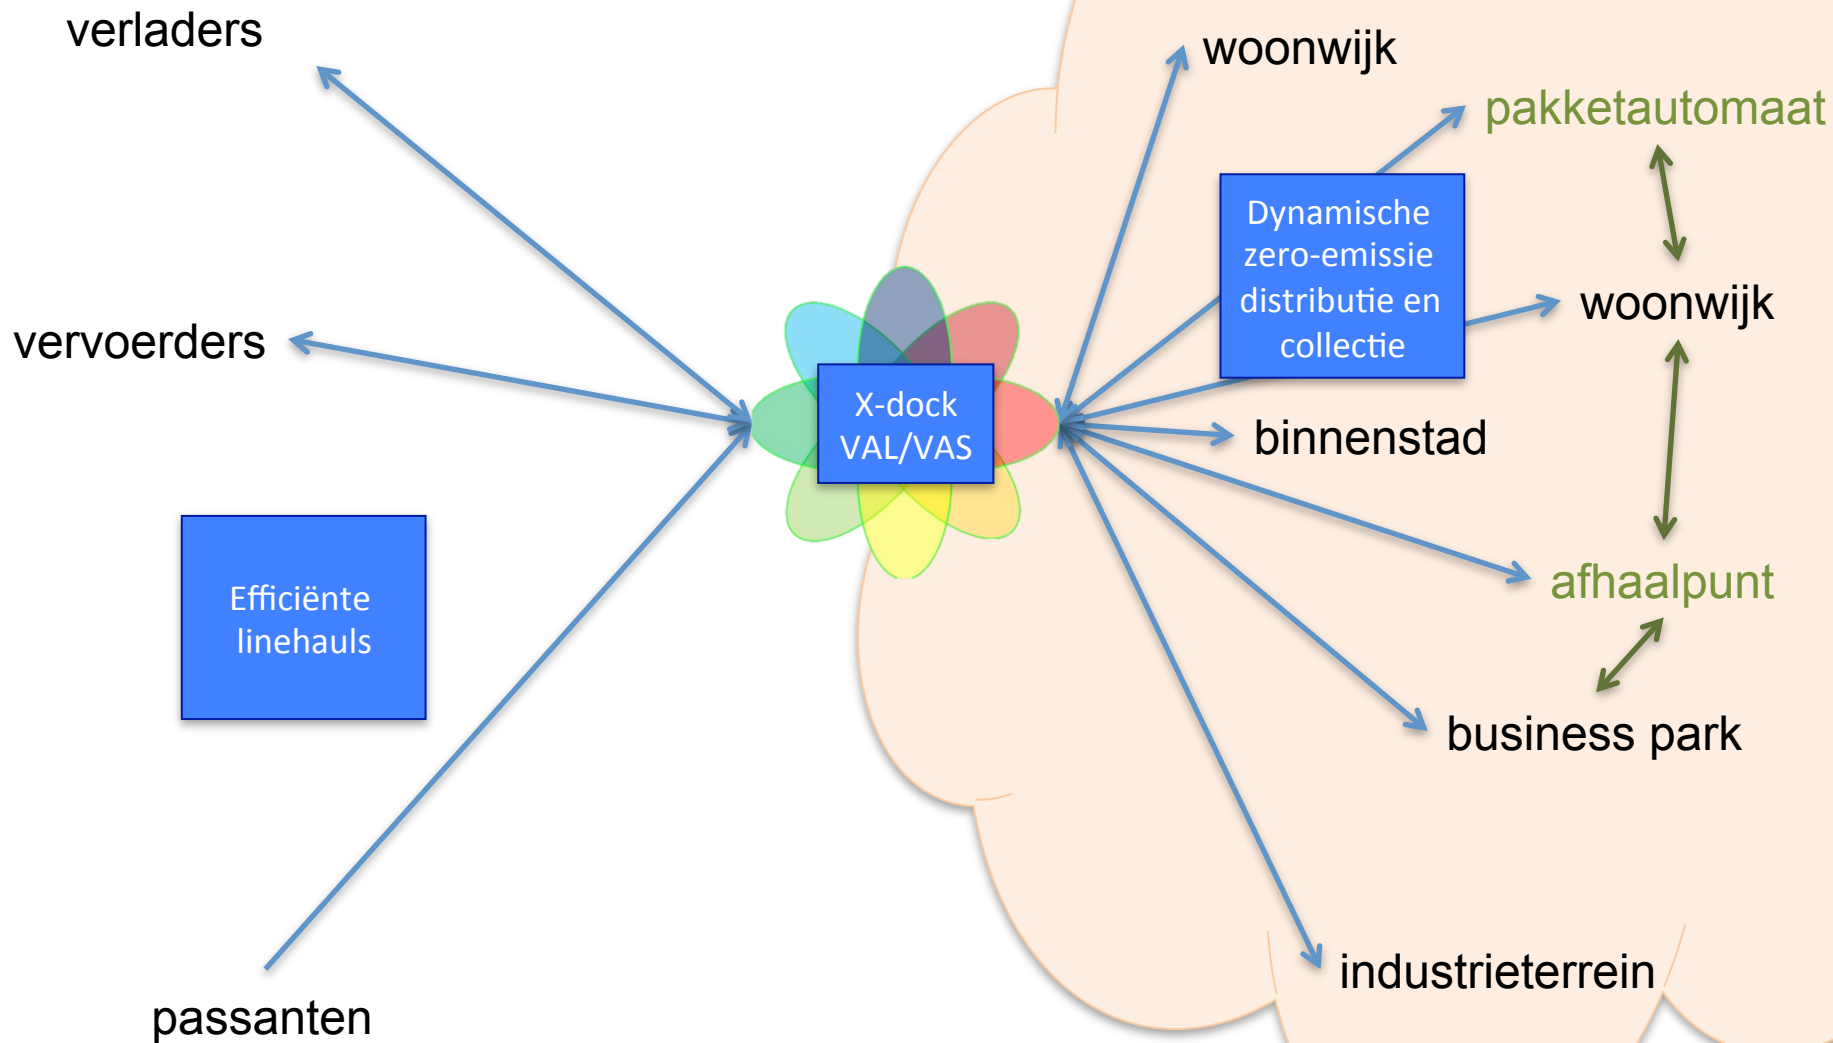 verladers
woonwijk
pakketautomaat
Dynamische
zero-emissie
distributie en
collectie
woonwijk
vervoerders
X-dock
VAL/VAS
binnenstad
Efficiënte
linehauls
afhaalpunt
business park
industrieterrein
passanten